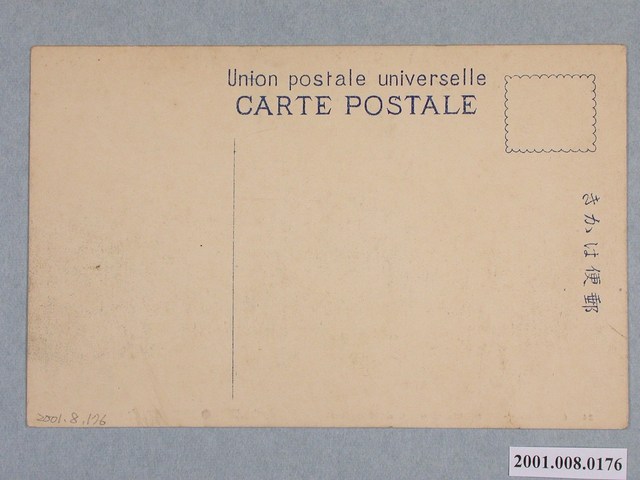 Union postale universelle
CARTE POSTALE
きかは便郵
2001.8.176
2001.008.0176